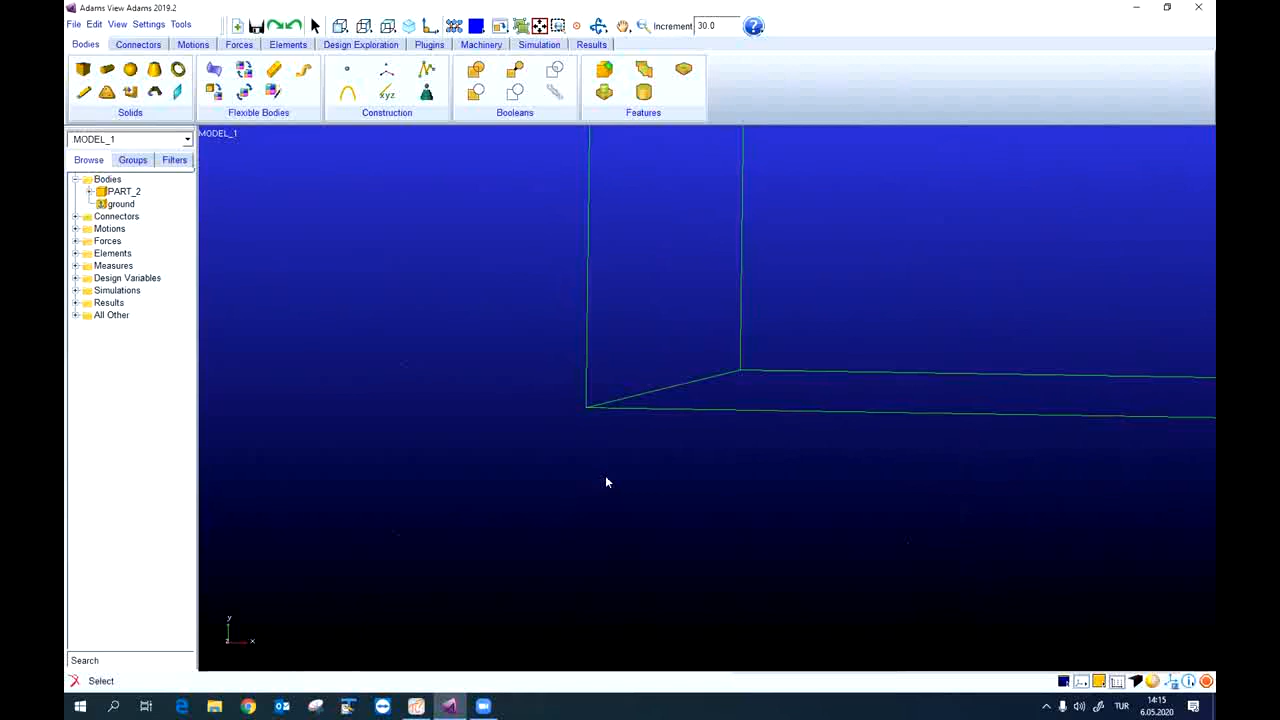 Adams View Adams 2019.2
File Edit View Settings Tools
Increment 30.0
Bodies Connectors Motions Forces Elements Design Exploration Plugins Machinery Simulation Results
xyz
Solids Flexible Bodies Construction Booleans Features
MODEL_1
MODEL_1
Browse Groups Filters
Bodies
PART_2
ground
Connectors
Motions
Forces
Elements
Measures
Design Variables
Simulations
Results
All Other
y
z x
Search
Select
TUR
14:15
6.05.2020